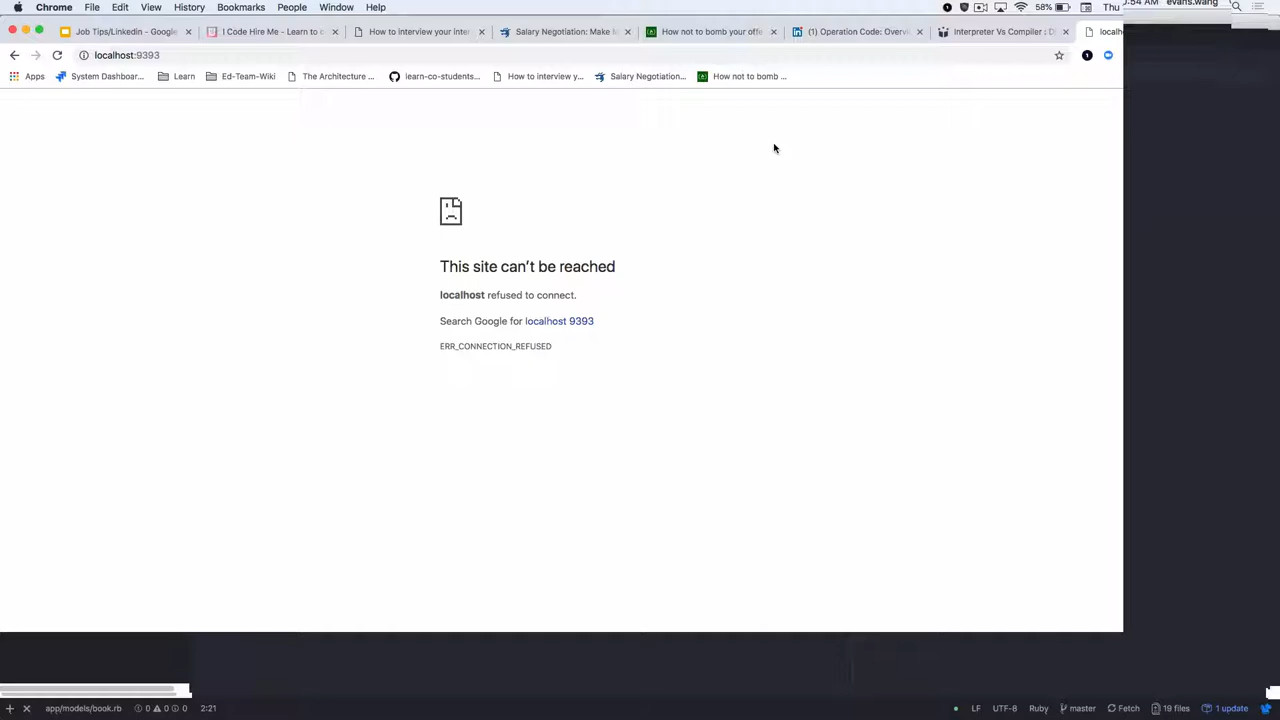 Chrome File Edit View History Bookmarks People Window Help 58% Thu :54 AM evans.wang
Job Tips/Linkedin - Google I Code Hire Me - Learn to c How to interview your inter Salary Negotiation: Make M How not to bomb your offe (1) Operation Code: Overvi Interpreter Vs Compiler ; Di localh
localhost:9393
Apps System Dashboar... Learn Ed-Team-Wiki The Architecture ... learn-co-students... How to interview y... Salary Negotiation... How not to bomb ...
This site can't be reached
localhost refused to connect.
Search Google for localhost 9393
ERR_CONNECTION_REFUSED
app/models/book.rb 0 0 0 2:21 LF UTF-8 Ruby master Fetch 19 files 1 update